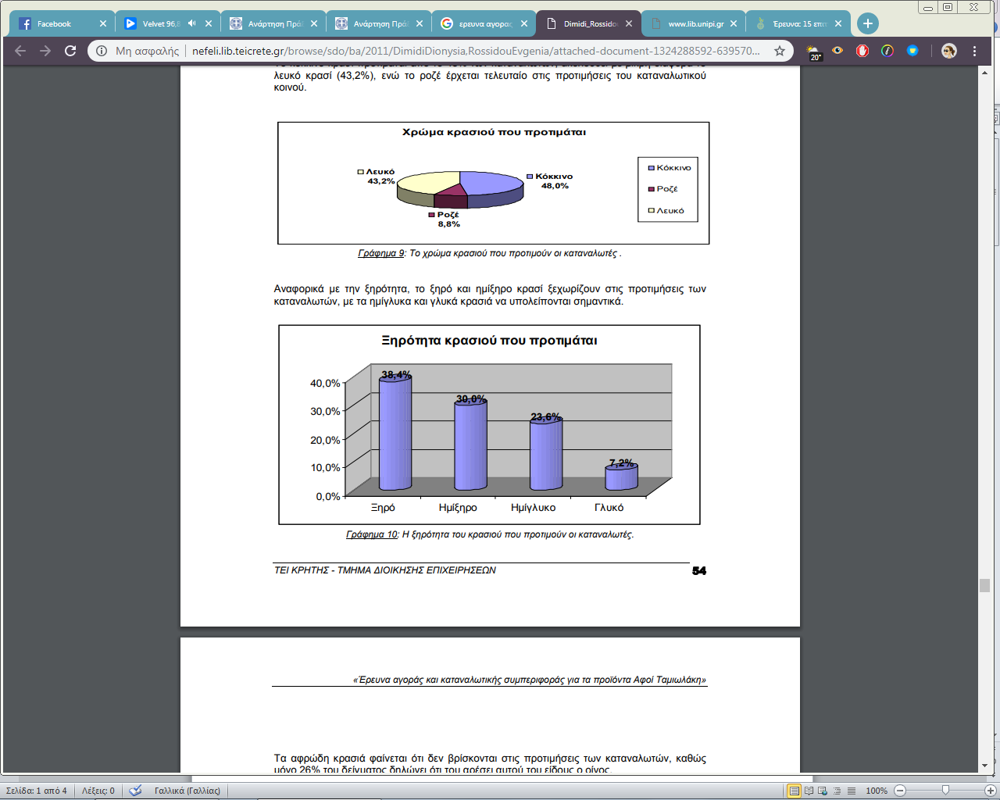 Facebook
Velvet 96,8
Ανάρτηση Πρά
Ανάρτηση Πρά
ερευνα αγορας
Dimidi_Rossido
www.lib.unipi.gr
Έρευνα: 15 επι
Μη ασφαλής
nefeli.lib.teicrete.gr/browse/sdo/ba/2011/DimidiDionysia,RossidouEvgenia/attached-document-1324288592-639570...
20°
λευκό κρασί (43,2%), ενώ το ροζέ έρχεται τελευταίο στις προτιμήσεις του καταναλωτικού
κοινού.
Χρώμα κρασιού που προτιμάται
Λευκό
43,2%
Κόκκινο
48,0%
Ροζέ
8,8%
Κόκκινο
Ροζέ
Λευκό
Γράφημα 9: Το χρώμα κρασιού που προτιμούν οι καταναλωτές .
Αναφορικά με την ξηρότητα, το ξηρό και ημίξηρο κρασί ξεχωρίζουν στις προτιμήσεις των
καταναλωτών, με τα ημίγλυκα και γλυκά κρασιά να υπολείπονται σημαντικά.
Ξηρότητα κρασιού που προτιμάται
40,0%
30,0%
20,0%
10,0%
0,0%
38,4%
30,0%
23,6%
7,2%
Ξηρό
Ημίξηρο
Ημίγλυκο
Γλυκό
Γράφημα 10: Η ξηρότητα του κρασιού που προτιμούν οι καταναλωτές.
ΤΕΙ ΚΡΗΤΗΣ - ΤΜΗΜΑ ΔΙΟΙΚΗΣΗΣ ΕΠΙΧΕΙΡΗΣΕΩΝ
54
«Έρευνα αγοράς και καταναλωτικής συμπεριφοράς για τα προϊόντα Αφοί Ταμιωλάκη»
Τα αφρώδη κρασιά φαίνεται ότι δεν βρίσκονται στις προτιμήσεις των καταναλωτών, καθώς
μόνο 26% του δείγματος δηλώνει ότι του αρέσει αυτού του είδους ο οίνος.
Σελίδα: 1 από 4
Λέξεις: 0
Γαλλικά (Γαλλίας)
100%